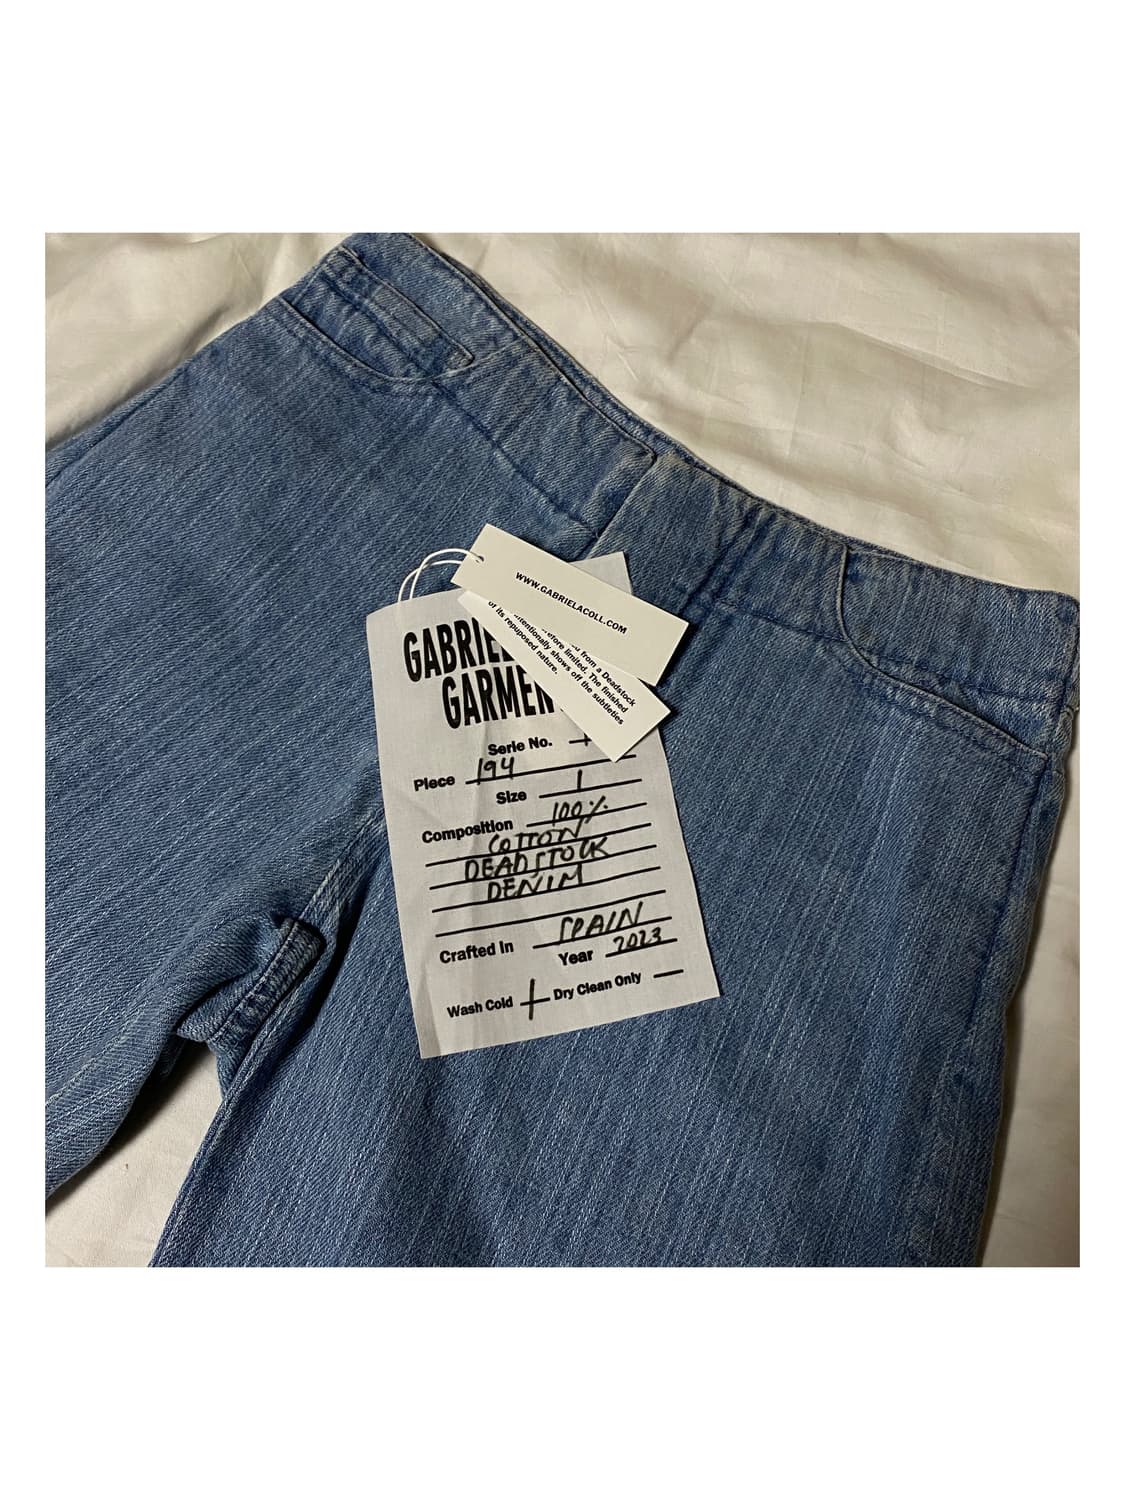 WWW.GABRIELACOLL.COM
from a Deadstock
limited. The finished
intentionally shows off the subtleties
of its repuposed nature.
GABRIEL
GARMEN
Serie No.
Piece 194
Size 1
Composition 100%
COTTON
DEADSTOCK
DENIM
Crafted In SPAIN
Year 2023
Wash Cold + Dry Clean Only —